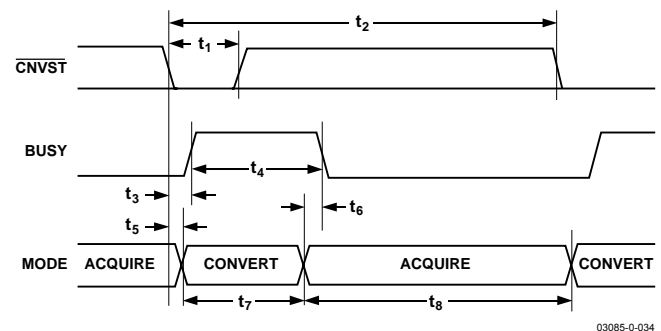 t2
t1
CNVST
BUSY
t4
t3
t6
t5
MODE ACQUIRE CONVERT ACQUIRE CONVERT
t7 t8
03085-0-034